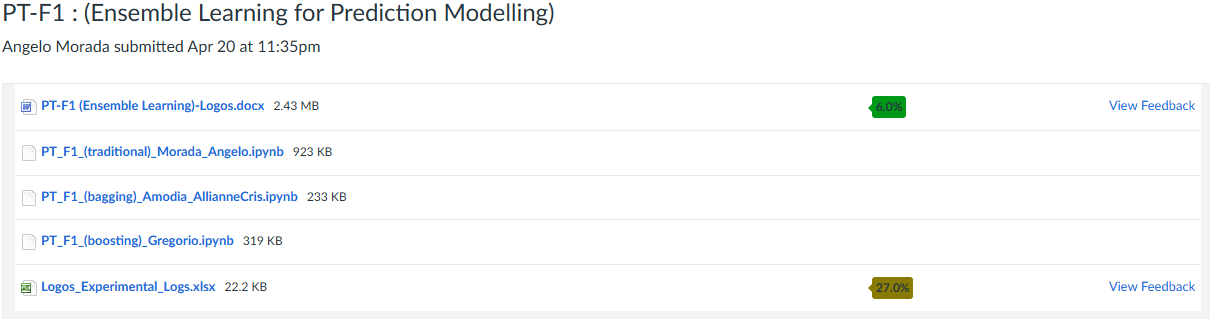 PT-F1 : (Ensemble Learning for Prediction Modelling)
Angelo Morada submitted Apr 20 at 11:35pm
PT-F1 (Ensemble Learning)-Logos.docx 2.43 MB 6.0% View Feedback
PT_F1_(traditional)_Morada_Angelo.ipynb 923 KB
PT_F1_(bagging)_Amodia_AllianneCris.ipynb 233 KB
PT_F1_(boosting)_Gregorio.ipynb 319 KB
Logos_Experimental_Logs.xlsx 22.2 KB 27.0% View Feedback